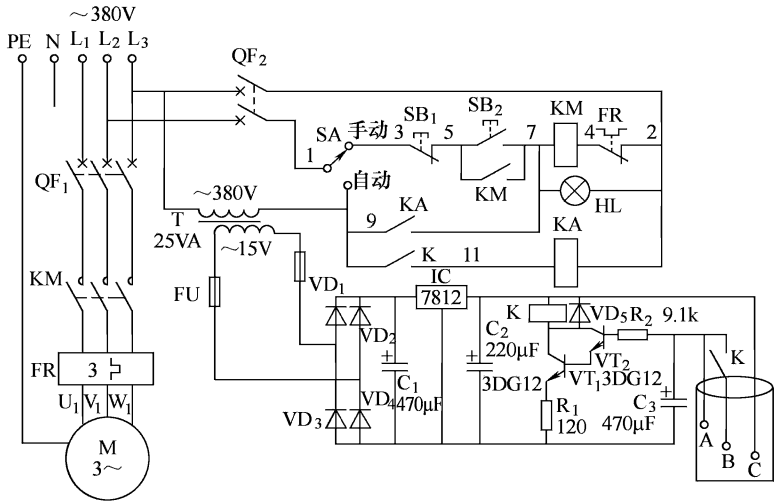 ～380V
PE N L1 L2 L3
QF2
SA 手动 3 SB1 5 SB2 7 KM 4 FR 2
1
自动
KM
HL
QF1
～380V
T
25VA
～15V
9 KA
KA
K 11
KM
FU
VD1
IC
7812
K
VD5 R2 9.1k
VD2
C2
220μF
K
FR 3
VT2
VT1 3DG12
3DG12
C1
470μF
VD4
VD3
U1 V1 W1
R1
120
C3
470μF
A B C
M
3～